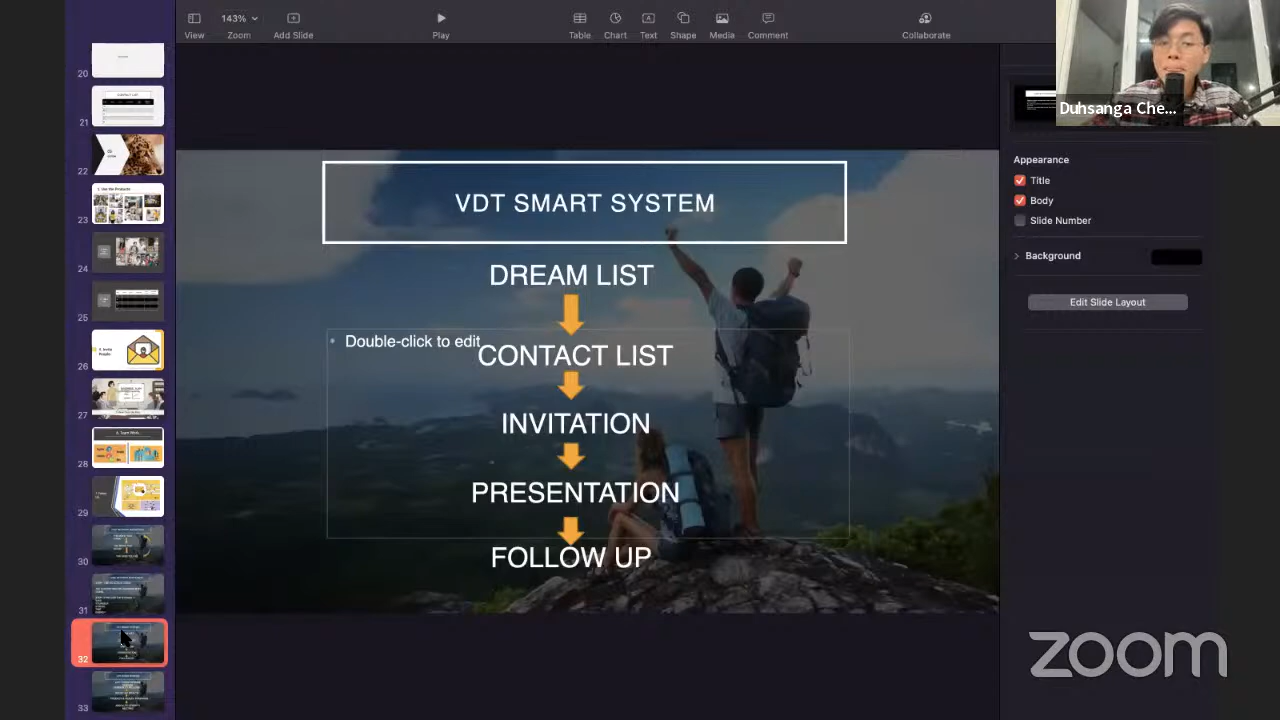 143%
View
Zoom
Add Slide
Play
Table
Chart
Text
Shape
Media
Comment
Collaborate
Duhsanga Che...
20
21
22
23
24
25
26
27
28
29
30
31
32
33
VDT SMART SYSTEM
DREAM LIST
• Double-click to edit
CONTACT LIST
INVITATION
PRESENTATION
FOLLOW UP
Appearance
Title
Body
Slide Number
Background
Edit Slide Layout
zoom